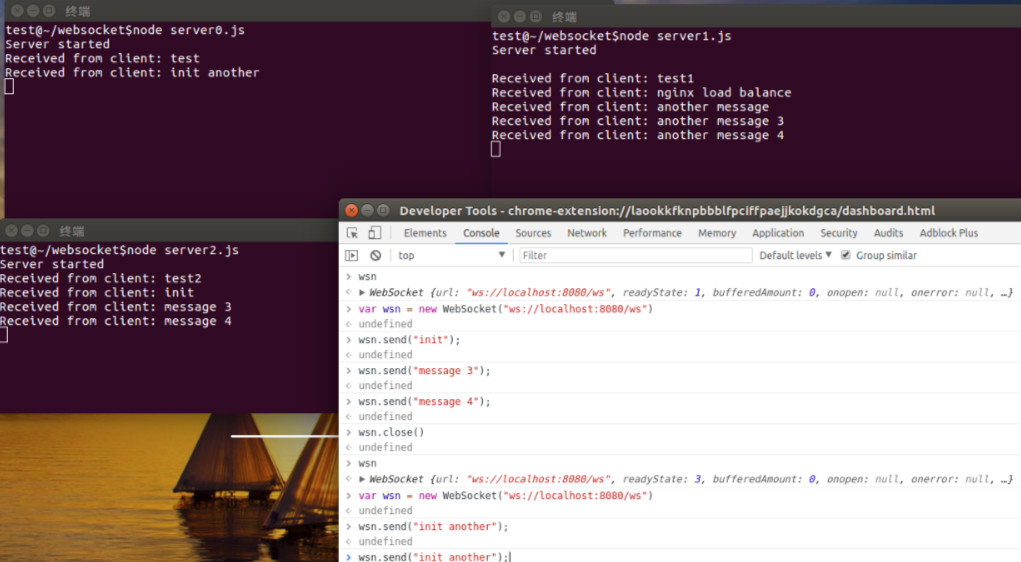 终端
test@~/websocket$node server0.js
Server started
Received from client: test
Received from client: init another
终端
test@~/websocket$node server1.js
Server started
Received from client: test1
Received from client: nginx load balance
Received from client: another message
Received from client: another message 3
Received from client: another message 4
终端
test@~/websocket$node server2.js
Server started
Received from client: test2
Received from client: init
Received from client: message 3
Received from client: message 4
Developer Tools - chrome-extension://laookkfknpbbblfpciffpaejjkokdgca/dashboard.html
Elements Console Sources Network Performance Memory Application Security Audits Adblock Plus
top Filter Default levels Group similar
> wsn
WebSocket {url: "ws://localhost:8080/ws", readyState: 1, bufferedAmount: 0, onopen: null, onerror: null, …}
> var wsn = new WebSocket("ws://localhost:8080/ws")
undefined
> wsn.send("init");
undefined
> wsn.send("message 3");
undefined
> wsn.send("message 4");
undefined
> wsn.close()
undefined
> wsn
WebSocket {url: "ws://localhost:8080/ws", readyState: 3, bufferedAmount: 0, onopen: null, onerror: null, …}
> var wsn = new WebSocket("ws://localhost:8080/ws")
undefined
> wsn.send("init another");
undefined
> wsn.send("init another");